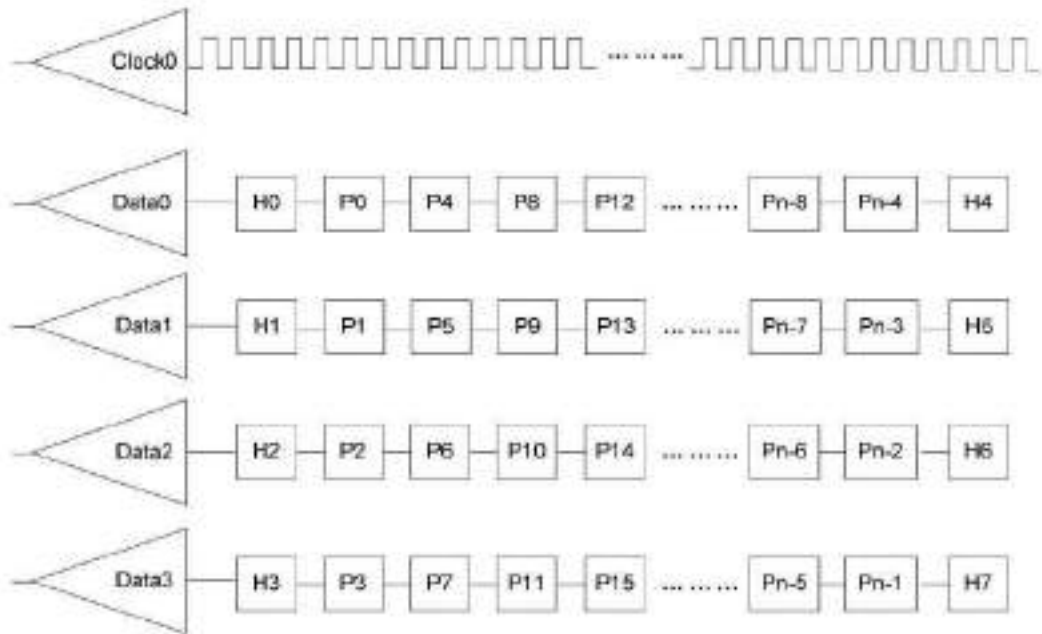 Clock0 ... ... ...
Data0 H0 P0 P4 P8 P12 ... ... ... Pn-8 Pn-4 H4
Data1 H1 P1 P5 P9 P13 ... ... ... Pn-7 Pn-3 H5
Data2 H2 P2 P6 P10 P14 ... ... ... Pn-6 Pn-2 H6
Data3 H3 P3 P7 P11 P15 ... ... ... Pn-5 Pn-1 H7